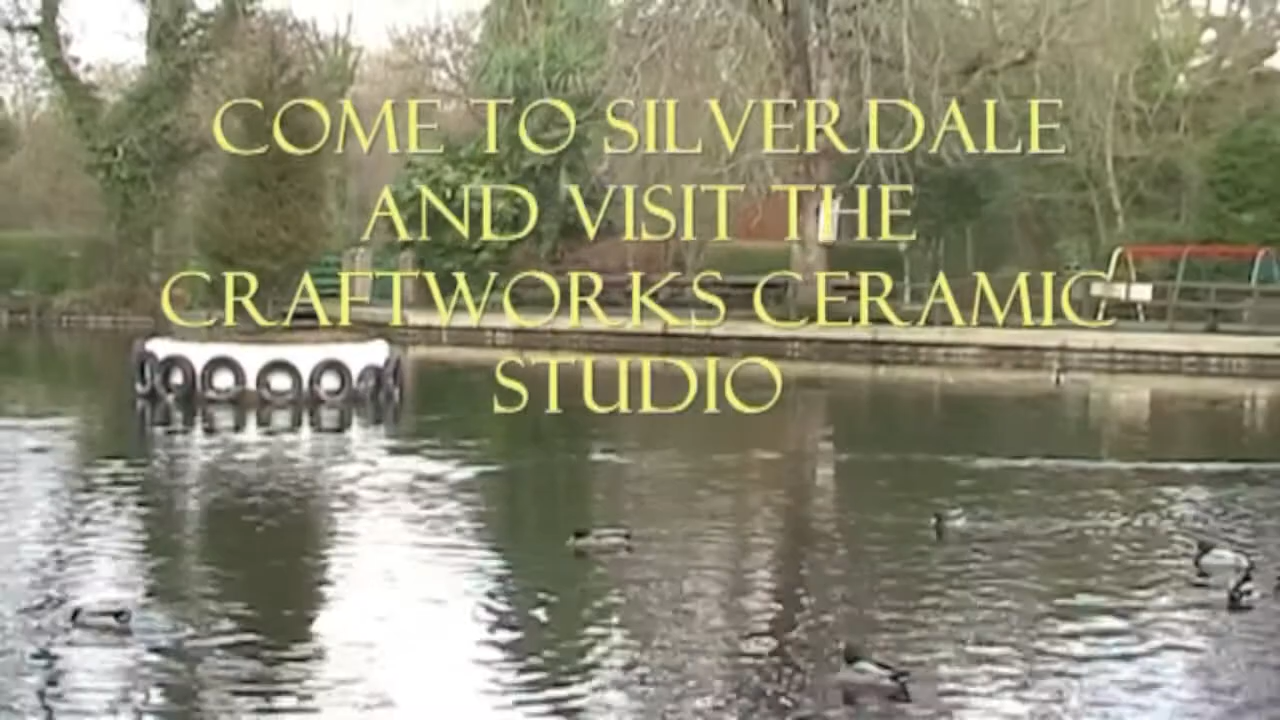 COME TO SILVERDALE
AND VISIT THE
CRAFTWORKS CERAMIC
STUDIO